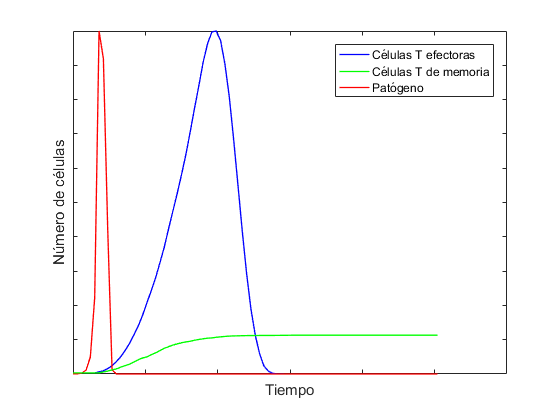 Células T efectoras
Células T de memoria
Patógeno
Número de células
Tiempo